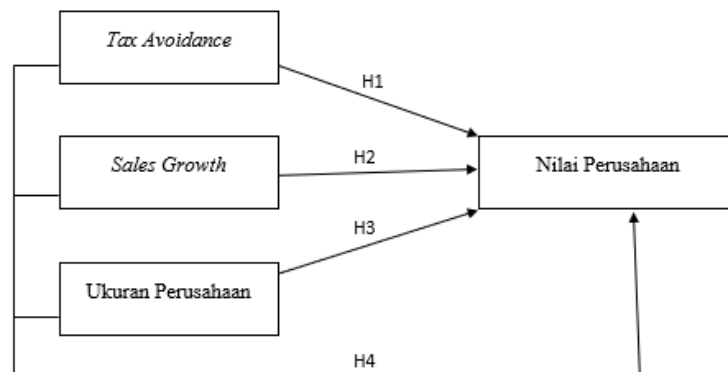 Tax Avoidance
H1
Sales Growth
H2
Nilai Perusahaan
H3
Ukuran Perusahaan
H4